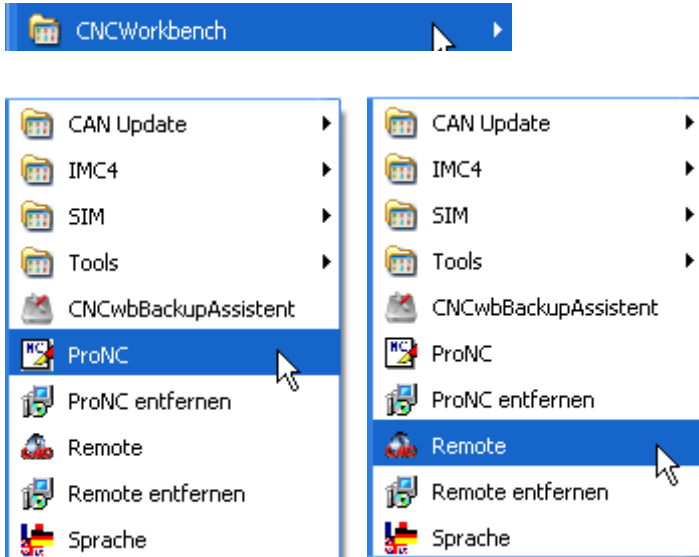 CNCWorkbench
CAN Update
IMC4
SIM
Tools
CNCwbBackupAssistent
ProNC
ProNC entfernen
Remote
Remote entfernen
Sprache
CAN Update
IMC4
SIM
Tools
CNCwbBackupAssistent
ProNC
ProNC entfernen
Remote
Remote entfernen
Sprache